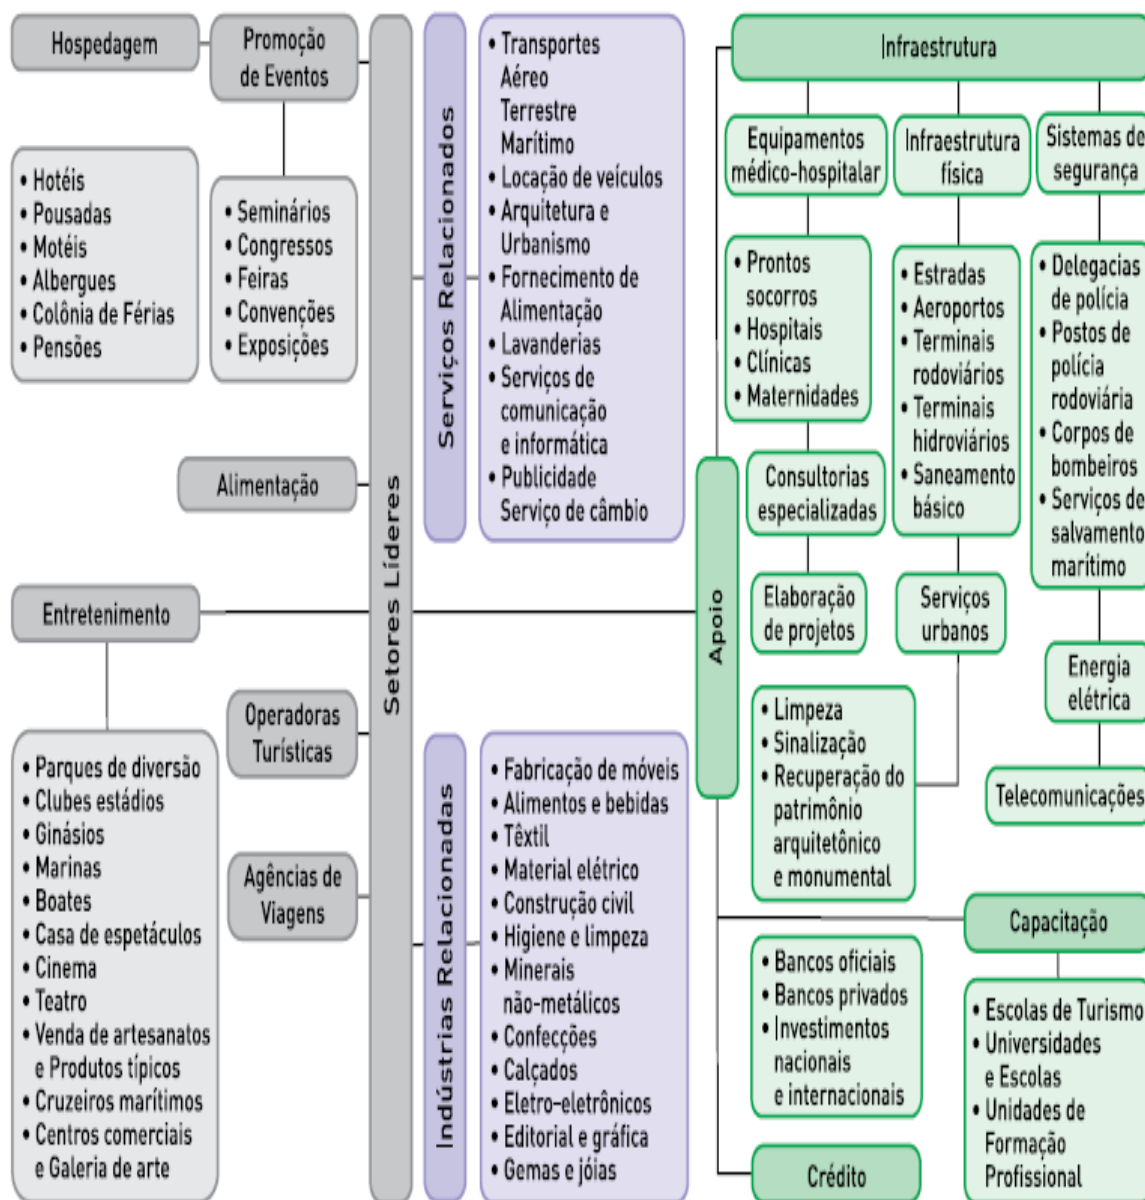 Hospedagem
Promoção
de Eventos
• Hotéis
• Pousadas
• Motéis
• Albergues
• Colônia de Férias
• Pensões
• Seminários
• Congressos
• Feiras
• Convenções
• Exposições
Alimentação
Entretenimento
• Parques de diversão
• Clubes estádios
• Ginásios
• Marinas
• Boates
• Casa de espetáculos
• Cinema
• Teatro
• Venda de artesanatos
e Produtos típicos
• Cruzeiros marítimos
• Centros comerciais
e Galeria de arte
Operadoras
Turísticas
Agências de
Viagens
Setores Líderes
Serviços Relacionados
• Transportes
Aéreo
Terrestre
Marítimo
• Locação de veículos
• Arquitetura e
Urbanismo
• Fornecimento de
Alimentação
• Lavanderias
• Serviços de
comunicação
e informática
• Publicidade
Serviço de câmbio
Indústrias Relacionadas
• Fabricação de móveis
• Alimentos e bebidas
• Têxtil
• Material elétrico
• Construção civil
• Higiene e limpeza
• Minerais
não-metálicos
• Confecções
• Calçados
• Eletro-eletrônicos
• Editorial e gráfica
• Gemas e jóias
Apoio
Infraestrutura
Equipamentos
médico-hospitalar
• Prontos
socorros
• Hospitais
• Clínicas
• Maternidades
Consultorias
especializadas
Elaboração
de projetos
Infraestrutura
física
• Estradas
• Aeroportos
• Terminais
rodoviários
• Terminais
hidroviários
• Saneamento
básico
Serviços
urbanos
• Limpeza
• Sinalização
• Recuperação do
patrimônio
arquitetônico
e monumental
Sistemas de
segurança
• Delegacias
de polícia
• Postos de
polícia
rodoviária
• Corpos de
bombeiros
• Serviços de
salvamento
marítimo
Energia
elétrica
Telecomunicações
Capacitação
• Escolas de Turismo
• Universidades
e Escolas
• Unidades de
Formação
Profissional
• Bancos oficiais
• Bancos privados
• Investimentos
nacionais
e internacionais
Crédito